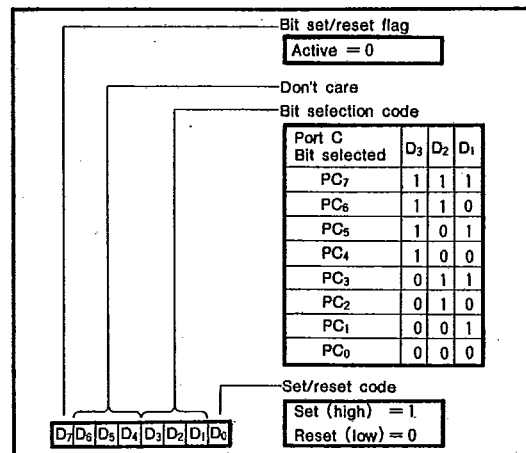 Bit set/reset flag
Active = 0
Don't care
Bit selection code
Port C Bit selected D₃ D₂ D₁
PC₇ 1 1 1
PC₆ 1 1 0
PC₅ 1 0 1
PC₄ 1 0 0
PC₃ 0 1 1
PC₂ 0 1 0
PC₁ 0 0 1
PC₀ 0 0 0
Set/reset code
Set (high) = 1.
Reset (low) = 0
D₇ D₆ D₅ D₄ D₃ D₂ D₁ D₀